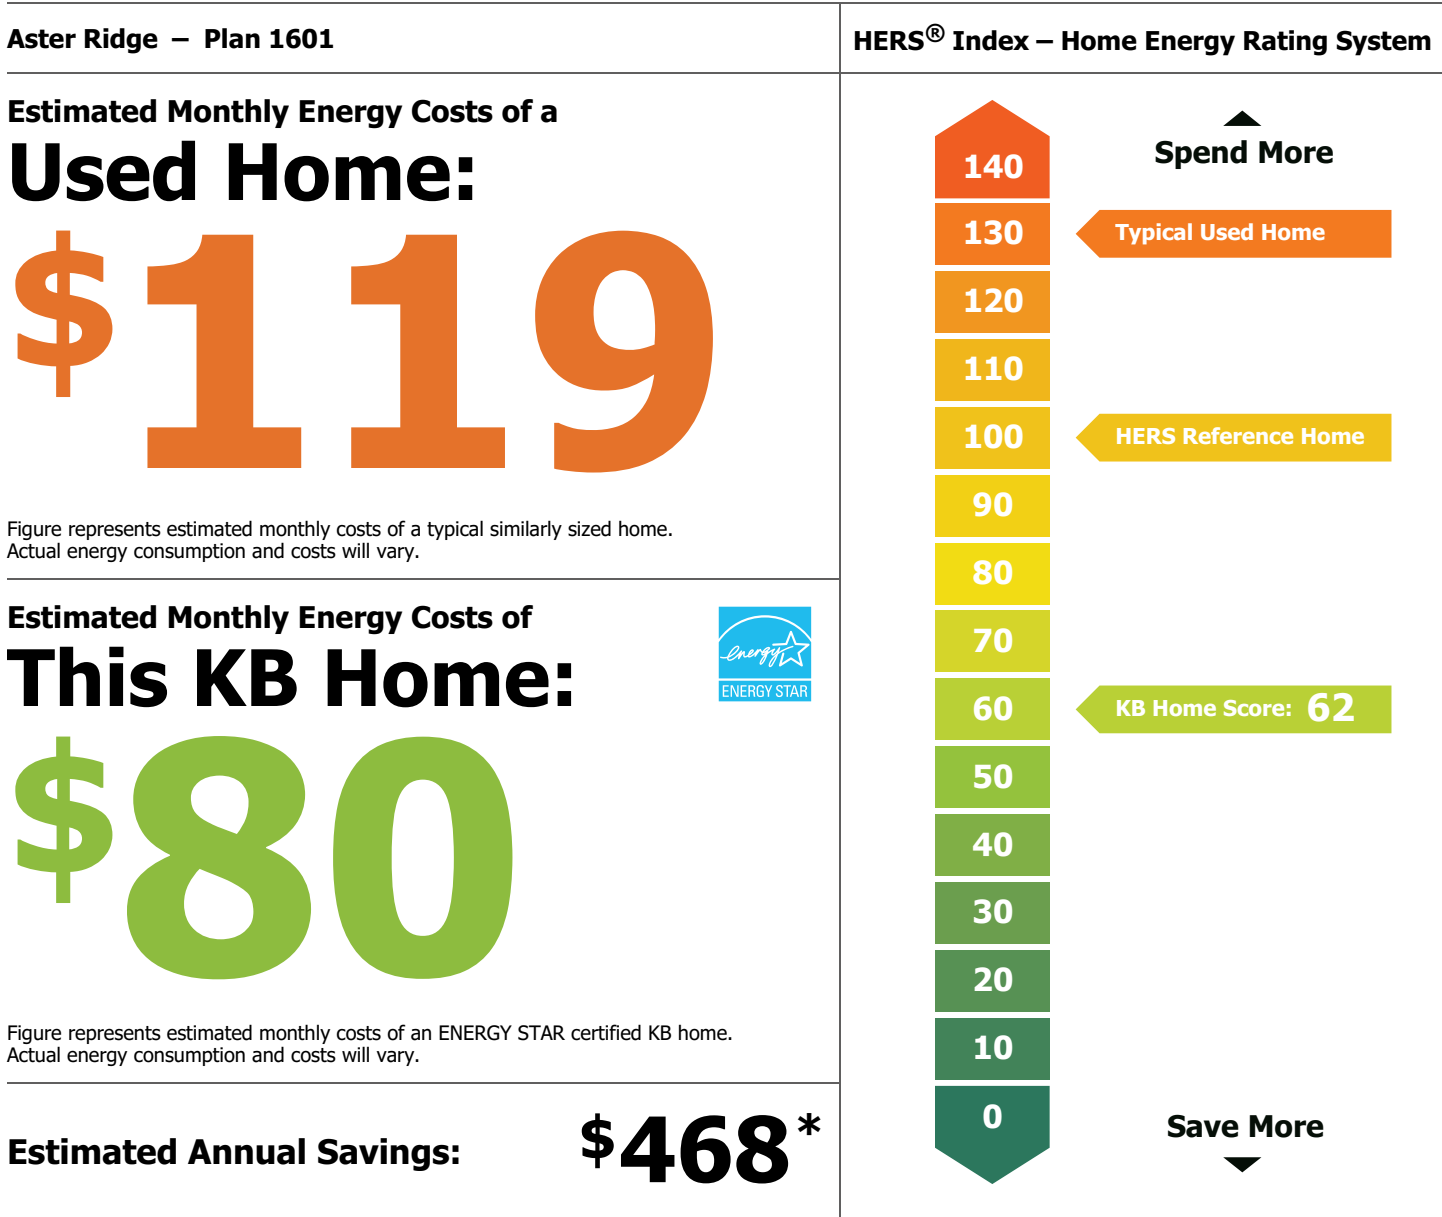 Aster Ridge – Plan 1601
Estimated Monthly Energy Costs of a
Used Home:
$119
Figure represents estimated monthly costs of a typical similarly sized home.
Actual energy consumption and costs will vary.
Estimated Monthly Energy Costs of
This KB Home:
energy
ENERGY STAR
$80
Figure represents estimated monthly costs of an ENERGY STAR certified KB home.
Actual energy consumption and costs will vary.
Estimated Annual Savings: $468*
HERS® Index – Home Energy Rating System
Spend More
140
130 Typical Used Home
120
110
100 HERS Reference Home
90
80
70
60 KB Home Score: 62
50
40
30
20
10
0
Save More